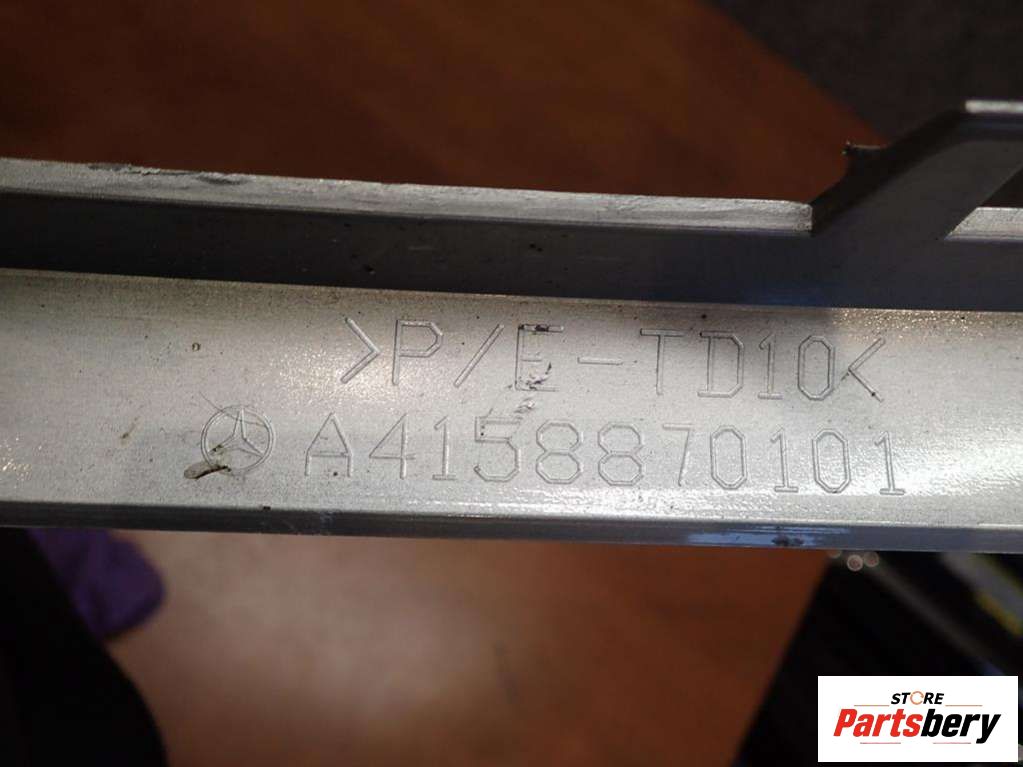 >P/E-TD10<
A4158870101
STORE
Partsbery